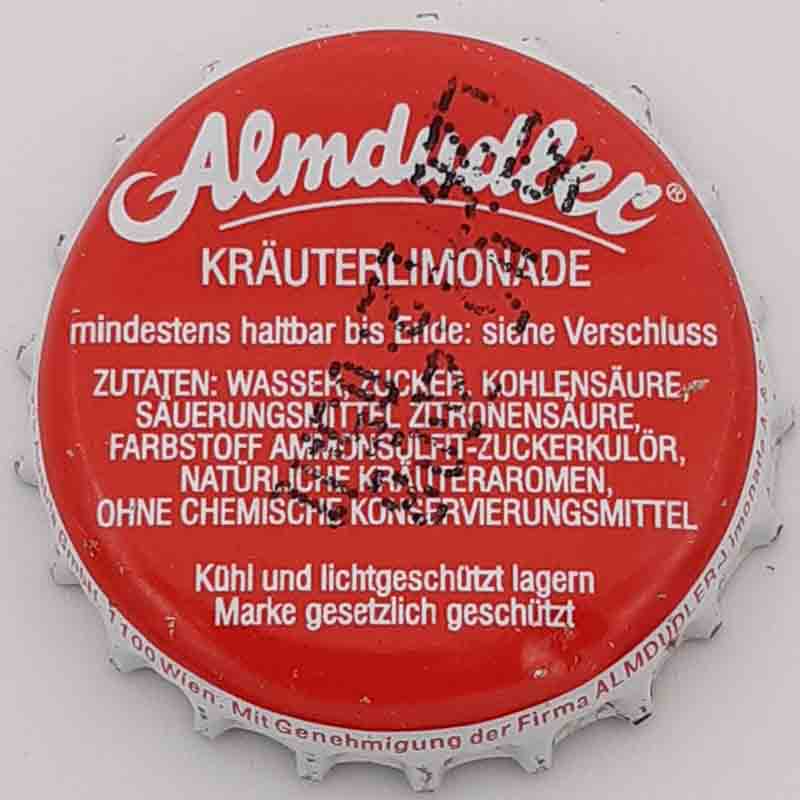 Almdudler®
KRÄUTERLIMONADE
mindestens haltbar bis Ende: siehe Verschluss
ZUTATEN: WASSER, ZUCKER, KOHLENSÄURE,
SÄUERUNGSMITTEL ZITRONENSÄURE,
FARBSTOFF AMMONSULFIT-ZUCKERKULÖR,
NATÜRLICHE KRÄUTERAROMEN,
OHNE CHEMISCHE KONSERVIERUNGSMITTEL
Kühl und lichtgeschützt lagern
Marke gesetzlich geschützt
1100 Wien. Mit Genehmigung der Firma ALMDUDLER-Limonade A.